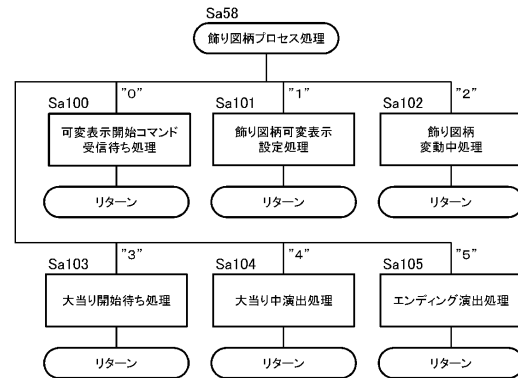 Sa58
飾り図柄プロセス処理
"0"
"1"
"2"
Sa100
Sa101
Sa102
可変表示開始コマンド
受信待ち処理
飾り図柄可変表示
設定処理
飾り図柄
変動中処理
リターン
リターン
リターン
"3"
"4"
"5"
Sa103
Sa104
Sa105
大当り開始待ち処理
大当り中演出処理
エンディング演出処理
リターン
リターン
リターン